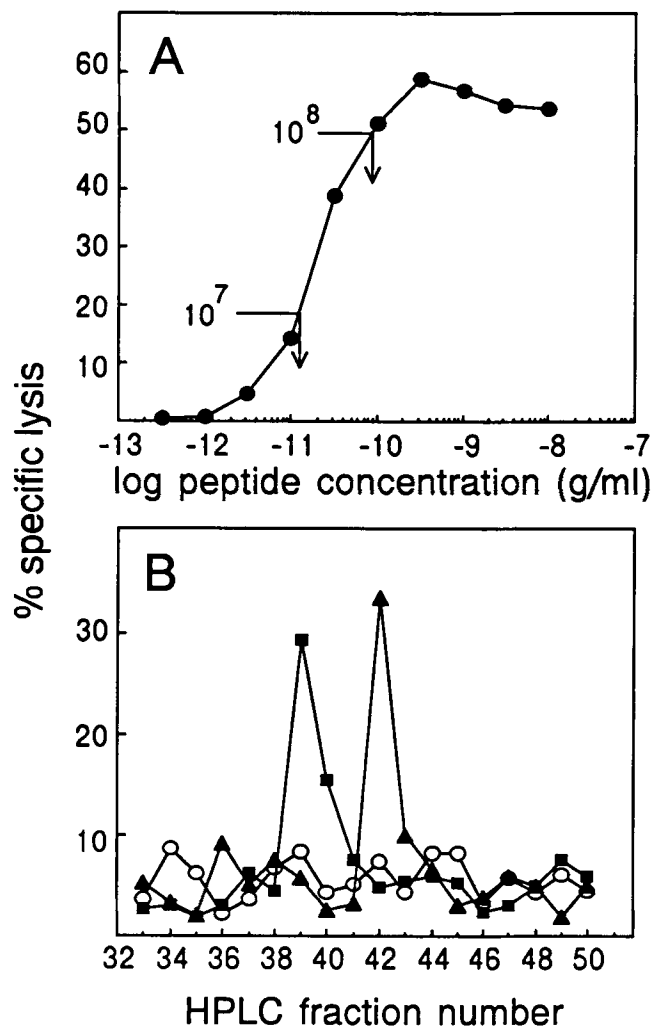 A
60
50
40
30
20
10
10^8
10^7
-13 -12 -11 -10 -9 -8 -7
log peptide concentration (g/ml)
% specific lysis
B
30
20
10
32 34 36 38 40 42 44 46 48 50
HPLC fraction number